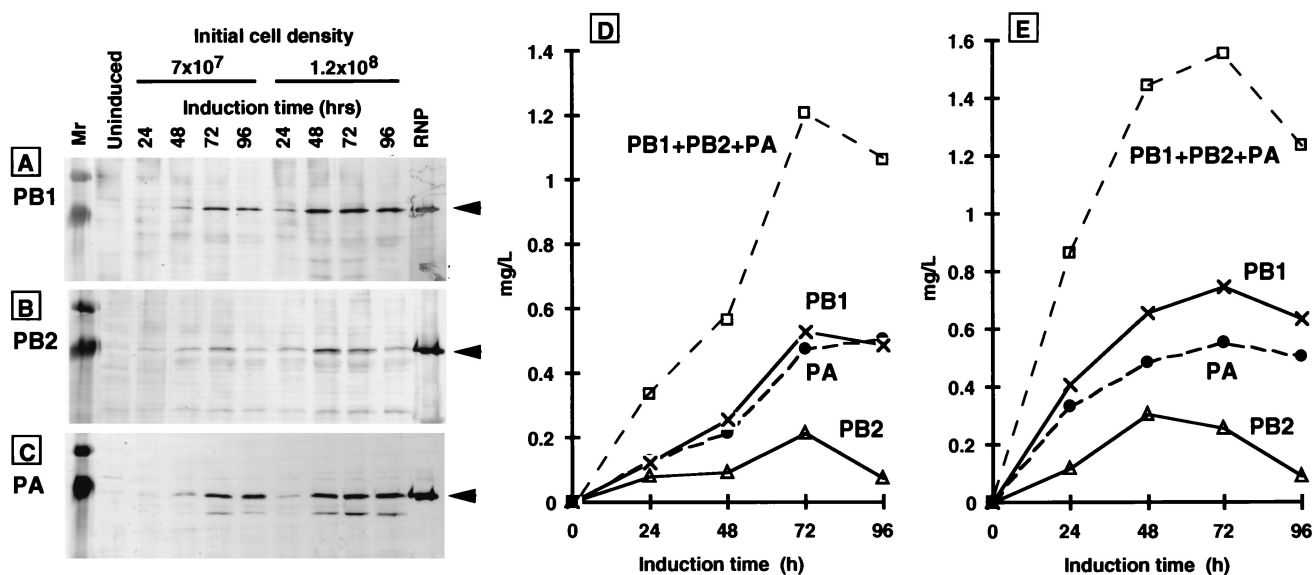 Initial cell density
7x10⁷ 1.2x10⁸
Induction time (hrs)
Mr Uninduced 24 48 72 96 24 48 72 96 RNP
A
PB1
B
PB2
C
PA
D
1.4
1.2
1
0.8
0.6
0.4
0.2
0
mg/L
PB1+PB2+PA
PB1
PA
PB2
0 24 48 72 96
Induction time (h)
E
1.6
1.4
1.2
1
0.8
0.6
0.4
0.2
0
mg/L
PB1+PB2+PA
PB1
PA
PB2
0 24 48 72 96
Induction time (h)